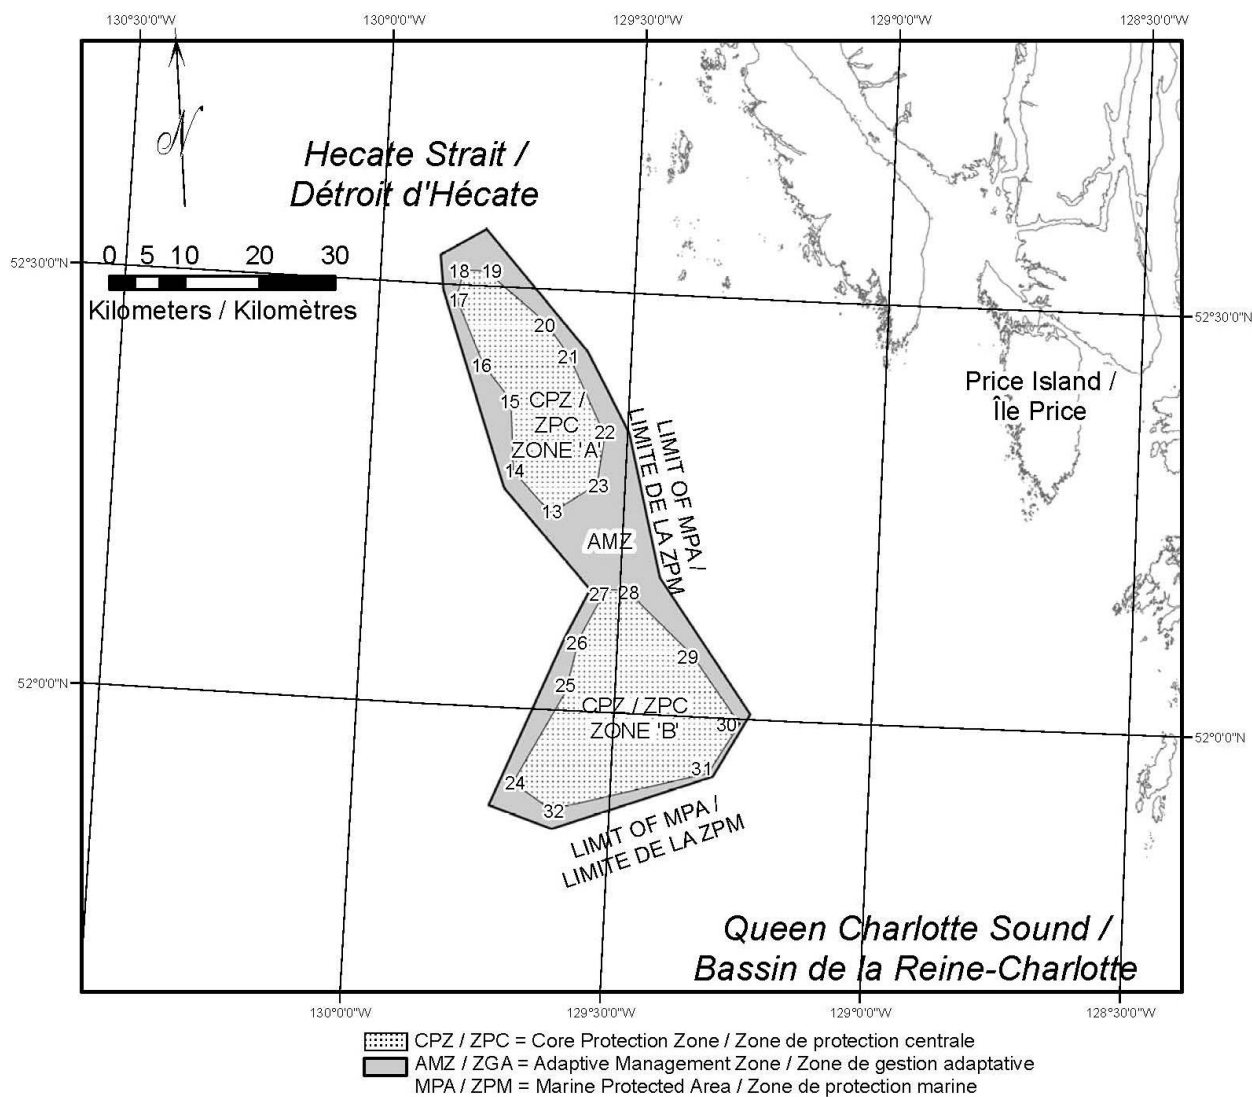 130°30'0"W 130°0'0"W 129°30'0"W 129°0'0"W 128°30'0"W
N
Hecate Strait /
Détroit d'Hécate
52°30'0"N
0 5 10 20 30
Kilometers / Kilomètres
18 19
17
20
52°30'0"N
21
16
15
CPZ /
ZPC
ZONE 'A'
22
14
23
13
Price Island /
Île Price
LIMIT OF MPA /
LIMITE DE LA ZPM
AMZ
27 28
26
29
25
52°0'0"N
CPZ / ZPC
ZONE 'B'
30
52°0'0"N
31
24
32
LIMIT OF MPA /
LIMITE DE LA ZPM
Queen Charlotte Sound /
Bassin de la Reine-Charlotte
130°0'0"W 129°30'0"W 129°0'0"W 128°30'0"W
CPZ / ZPC = Core Protection Zone / Zone de protection centrale
AMZ / ZGA = Adaptive Management Zone / Zone de gestion adaptative
MPA / ZPM = Marine Protected Area / Zone de protection marine